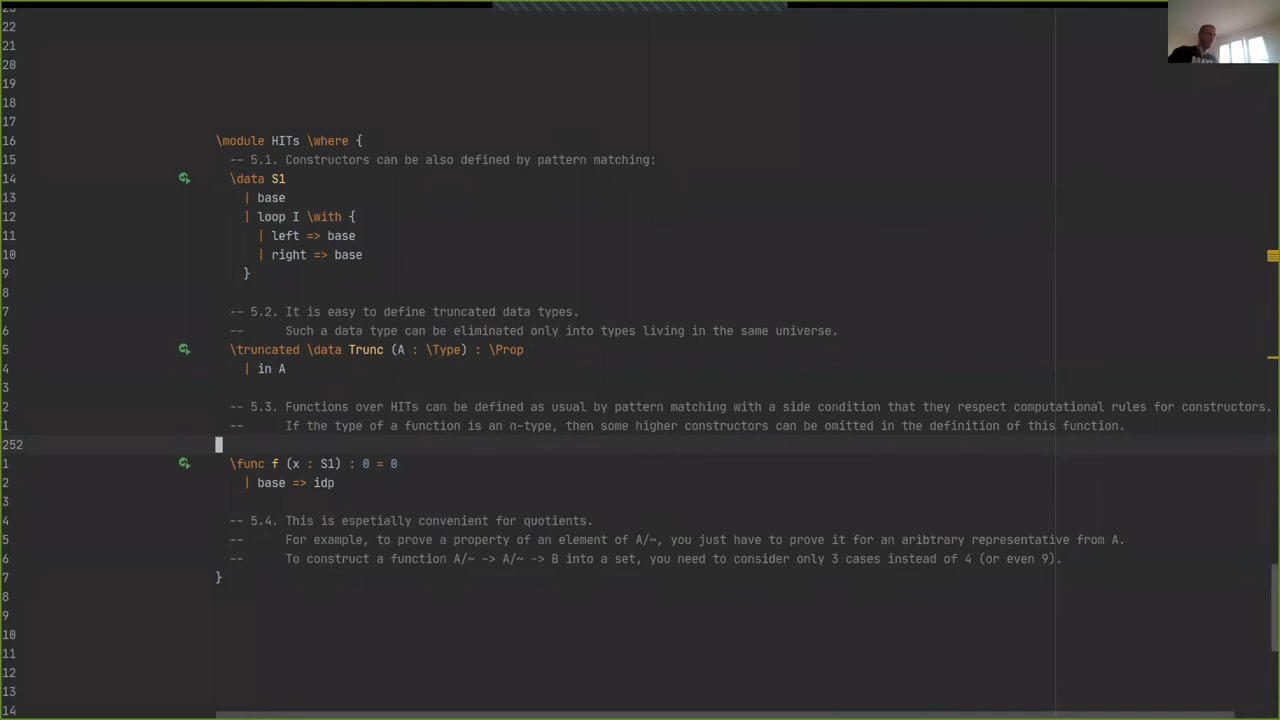 23
22
21
20
19
18
17
16 \module HITs \where {
15 -- 5.1. Constructors can be also defined by pattern matching:
14 \data S1
13 | base
12 | loop I \with {
11 | left => base
10 | right => base
9 }
8
7 -- 5.2. It is easy to define truncated data types.
6 -- Such a data type can be eliminated only into types living in the same universe.
5 \truncated \data Trunc (A : \Type) : \Prop
4 | in A
3
2 -- 5.3. Functions over HITs can be defined as usual by pattern matching with a side condition that they respect computational rules for constructors.
1 -- If the type of a function is an n-type, then some higher constructors can be omitted in the definition of this function.
252
1 \func f (x : S1) : 0 = 0
2 | base => idp
3
4 -- 5.4. This is espetially convenient for quotients.
5 -- For example, to prove a property of an element of A/~, you just have to prove it for an aribtrary representative from A.
6 -- To construct a function A/~ -> A/~ -> B into a set, you need to consider only 3 cases instead of 4 (or even 9).
7 }
8
9
10
11
12
13
14